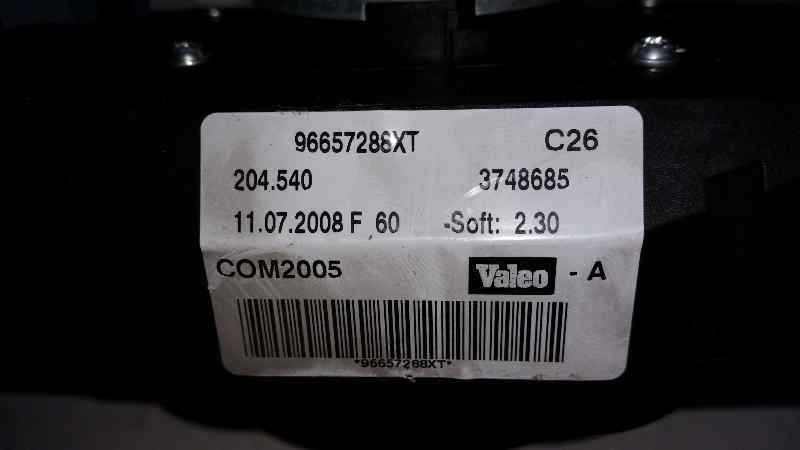 96657288XT C26
204.540 3748685
11.07.2008 F 60 -Soft: 2.30
COM2005 Valeo - A
*96657288XT*